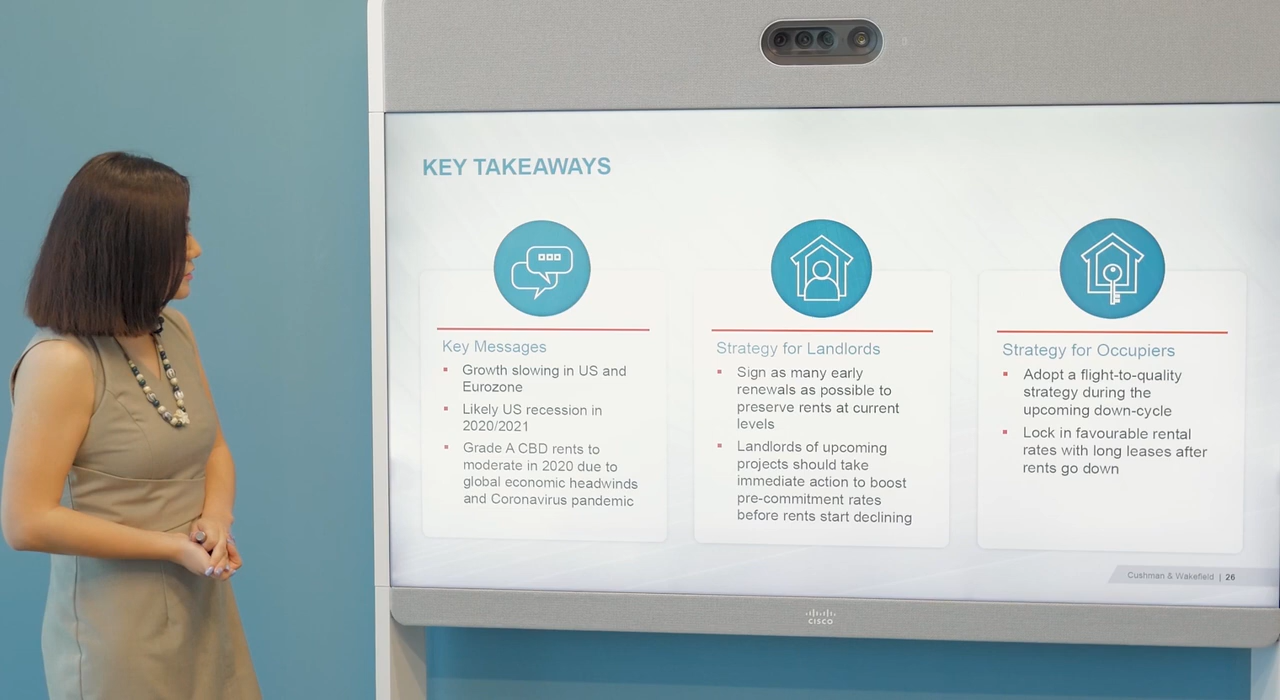 KEY TAKEAWAYS
Key Messages
▪ Growth slowing in US and
Eurozone
▪ Likely US recession in
2020/2021
▪ Grade A CBD rents to
moderate in 2020 due to
global economic headwinds
and Coronavirus pandemic
Strategy for Landlords
▪ Sign as many early
renewals as possible to
preserve rents at current
levels
▪ Landlords of upcoming
projects should take
immediate action to boost
pre-commitment rates
before rents start declining
Strategy for Occupiers
▪ Adopt a flight-to-quality
strategy during the
upcoming down-cycle
▪ Lock in favourable rental
rates with long leases after
rents go down
Cushman & Wakefield | 26
CISCO